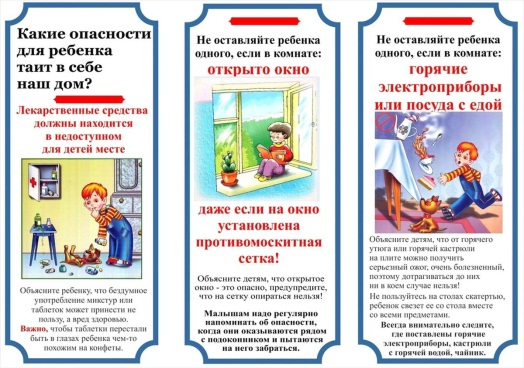 Какие опасности
для ребенка
таит в себе
наш дом?
Лекарственные средства
должны находится
в недоступном
для детей месте
Объясните ребенку, что бездумное
употребление микстур или
таблеток может принести не
пользу, а вред здоровью.
Важно, чтобы таблетки перестали
быть в глазах ребенка чем-то
похожим на конфеты.
Не оставляйте ребенка
одного, если в комнате:
открыто окно
даже если на окно
установлена
противомоскитная
сетка!
Объясните детям, что открытое
окно - это опасно, предупредите,
что на сетку опираться нельзя!
Малышам надо регулярно
напоминать об опасности,
когда они оказываются рядом
с подоконником и пытаются
на него забраться.
Не оставляйте ребенка
одного, если в комнате:
горячие
электроприборы
или посуда с едой
Объясните детям, что от горячего
утюга или горячей кастрюли
на плите можно получить
серьезный ожог, очень болезненный,
поэтому дотрагиваться до них
ни в коем случае нельзя!
Не пользуйтесь на столах скатертью,
ребенок свезет ее со стола вместе
со всеми предметами.
Всегда внимательно следите,
где поставлены горячие
электроприборы, кастрюли
с горячей водой, чайник.